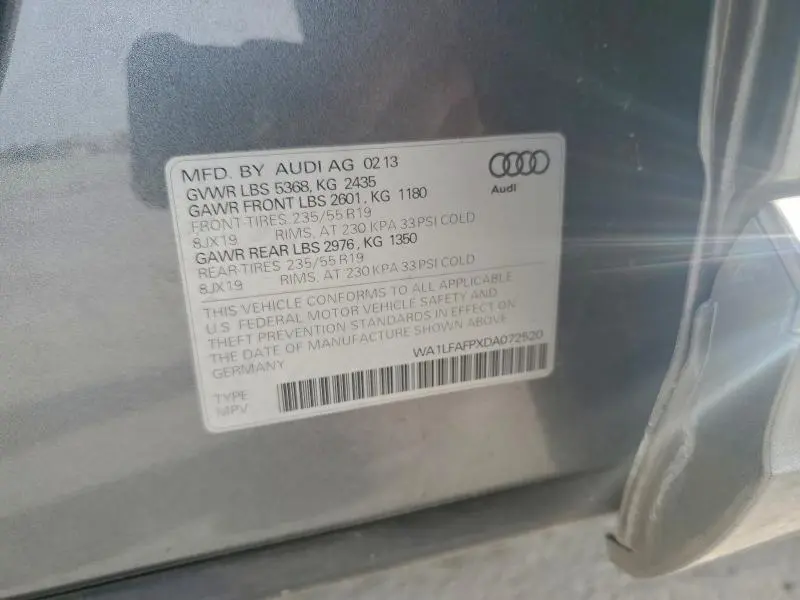 MFD. BY AUDI AG 02 13
GVWR LBS 5368, KG 2435
GAWR FRONT LBS 2601, KG 1180
FRONT-TIRES. 235/55 R19
8JX19 RIMS, AT 230 KPA 33 PSI COLD
GAWR REAR LBS 2976, KG 1350
REAR-TIRES 235/55 R19
8JX19 RIMS, AT 230 KPA 33 PSI COLD
Audi
THIS VEHICLE CONFORMS TO ALL APPLICABLE
U.S. FEDERAL MOTOR VEHICLE SAFETY AND
THEFT PREVENTION STANDARDS IN EFFECT ON
THE DATE OF MANUFACTURE SHOWN ABOVE
GERMANY
WA1LFAFPXDA072520
TYPE
MPV